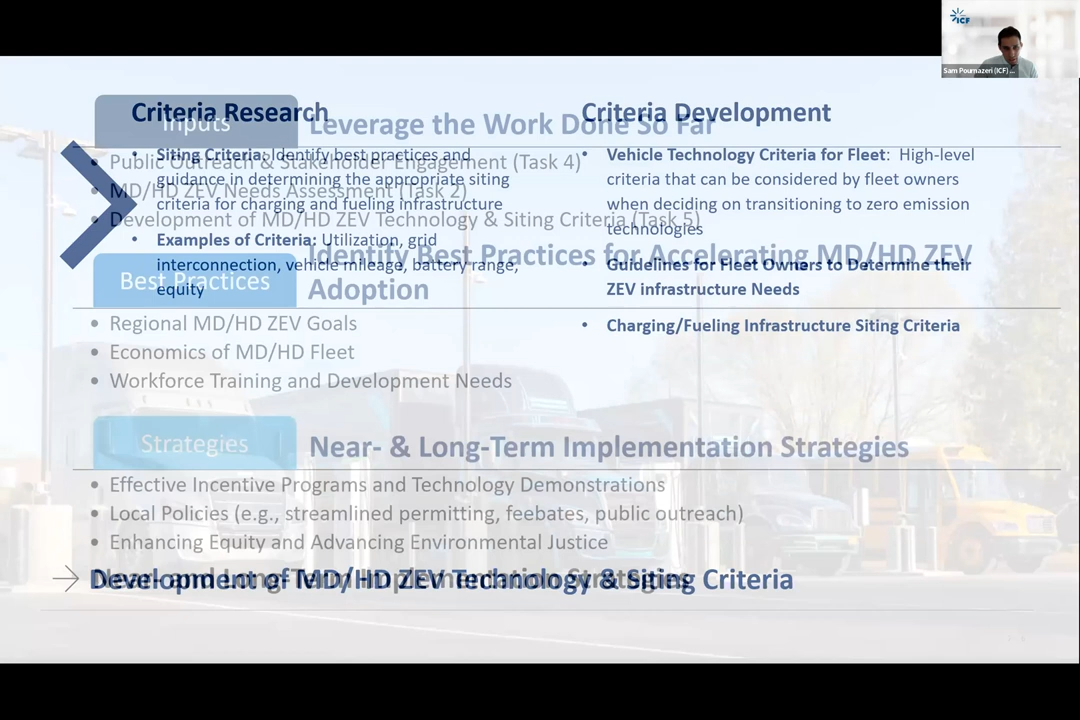 ICF
Sam Pournazeri (ICF) ...
Criteria Research
Siting Criteria: Identify best practices and
guidance in determining the appropriate siting
criteria for charging and fueling infrastructure
Examples of Criteria: Utilization, grid
interconnection, vehicle mileage, battery range,
equity
Criteria Development
Vehicle Technology Criteria for Fleet: High-level
criteria that can be considered by fleet owners
when deciding on transitioning to zero emission
technologies
Guidelines for Fleet Owners to Determine their
ZEV infrastructure Needs
Charging/Fueling Infrastructure Siting Criteria
Development of MD/HD ZEV Technology & Siting Criteria
Inputs
Leverage the Work Done So Far
Public Outreach & Stakeholder Engagement (Task 4)
MD/HD ZEV Needs Assessment (Task 2)
Development of MD/HD ZEV Technology & Siting Criteria (Task 5)
Best Practices
Identify Best Practices for Accelerating MD/HD ZEV
Adoption
Regional MD/HD ZEV Goals
Economics of MD/HD Fleet
Workforce Training and Development Needs
Strategies
Near- & Long-Term Implementation Strategies
Effective Incentive Programs and Technology Demonstrations
Local Policies (e.g., streamlined permitting, feebates, public outreach)
Enhancing Equity and Advancing Environmental Justice
Near- and Long-Term Implementation Strategies